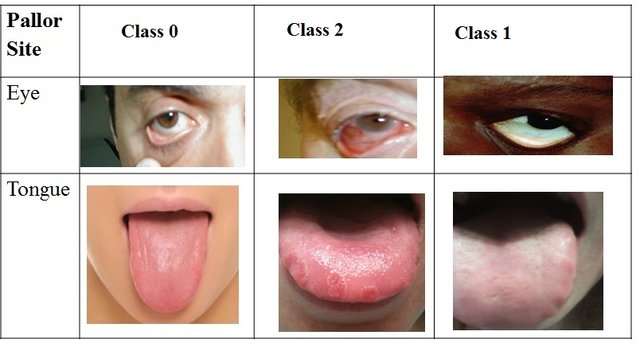 Pallor Site
Class 0
Class 2
Class 1
Eye
Tongue